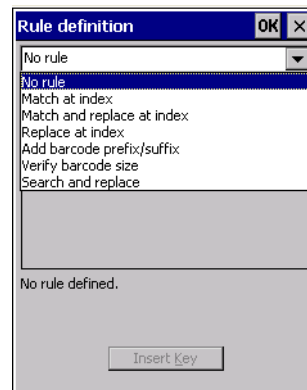 Rule definition OK ×
No rule
No rule
Match at index
Match and replace at index
Replace at index
Add barcode prefix/suffix
Verify barcode size
Search and replace
No rule defined.
Insert Key